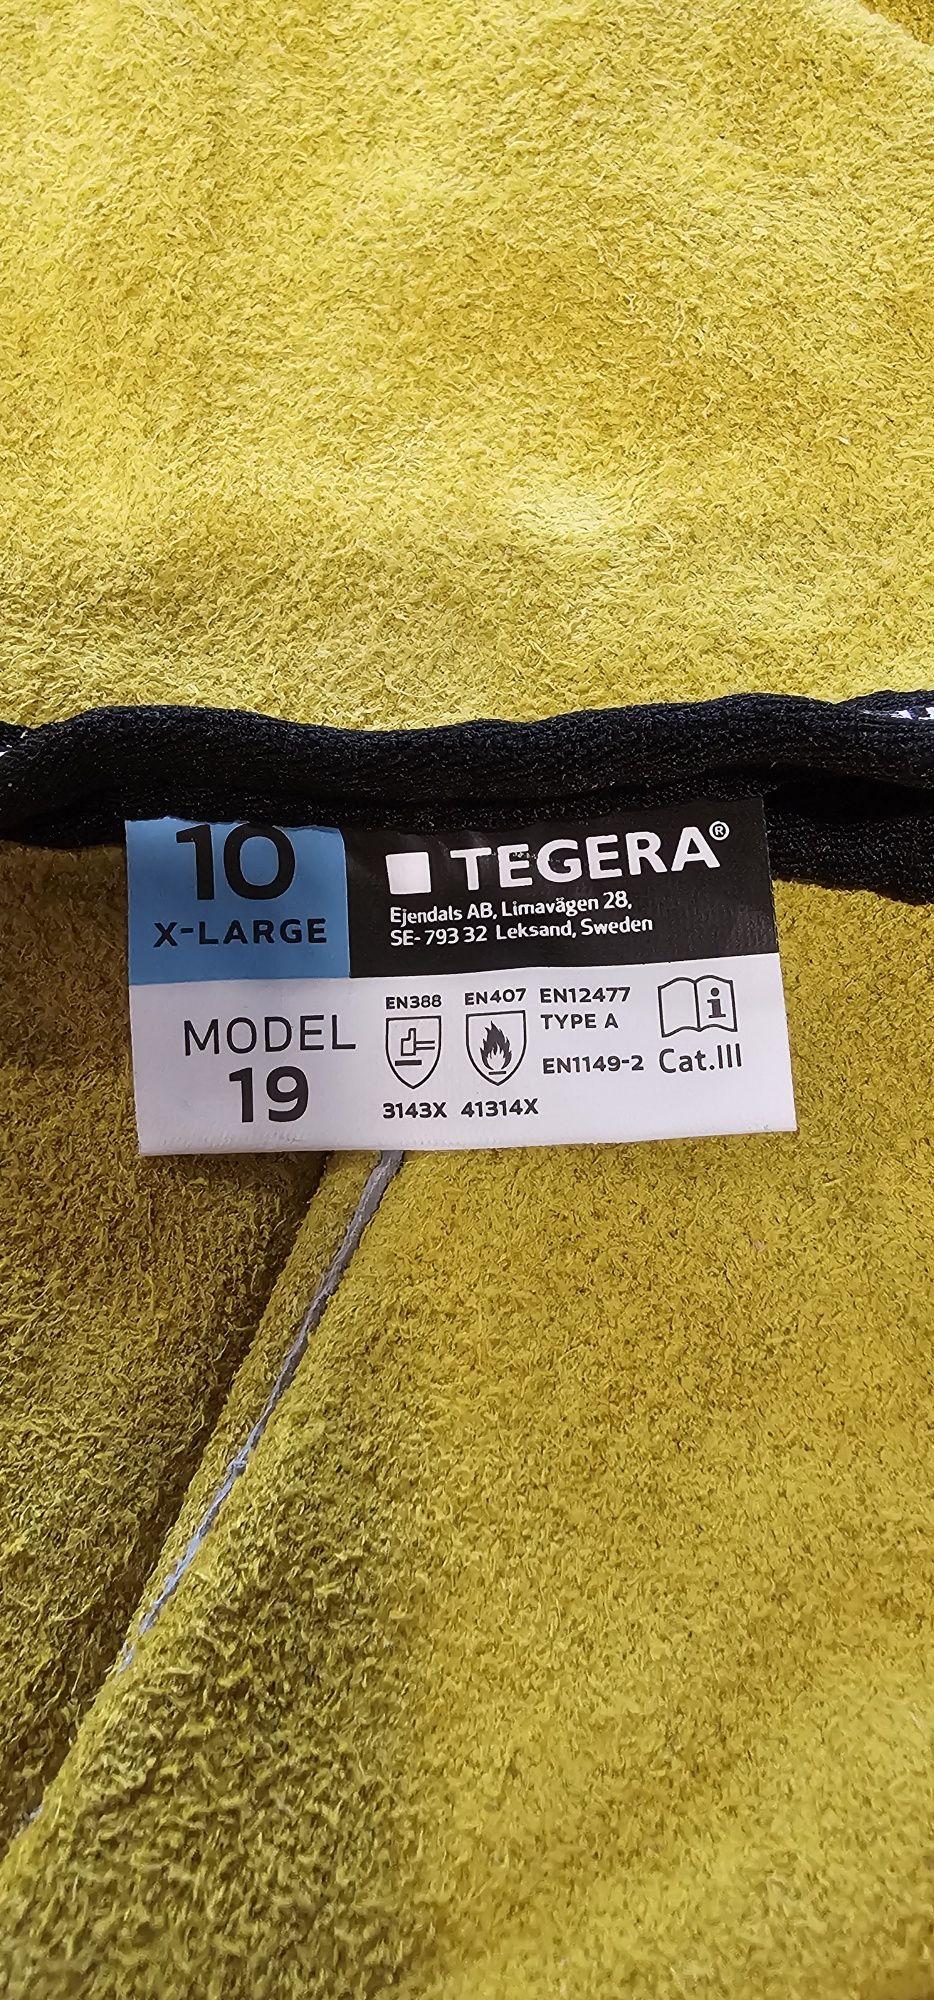 10
X-LARGE
TEGERA®
Ejendals AB, Limavägen 28,
SE- 793 32 Leksand, Sweden
MODEL
19
EN388
3143X
EN407
41314X
EN12477
TYPE A
EN1149-2
i
Cat.III